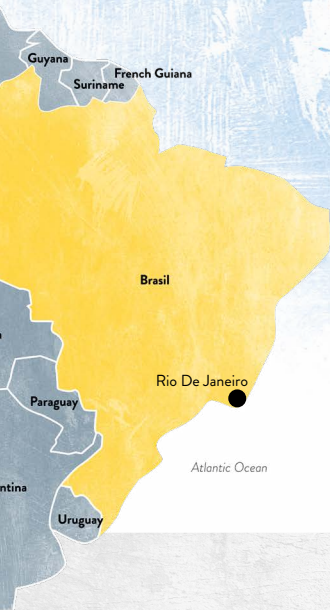 Guyana
French Guiana
Suriname
Brasil
Rio De Janeiro
Paraguay
Atlantic Ocean
ntina
Uruguay